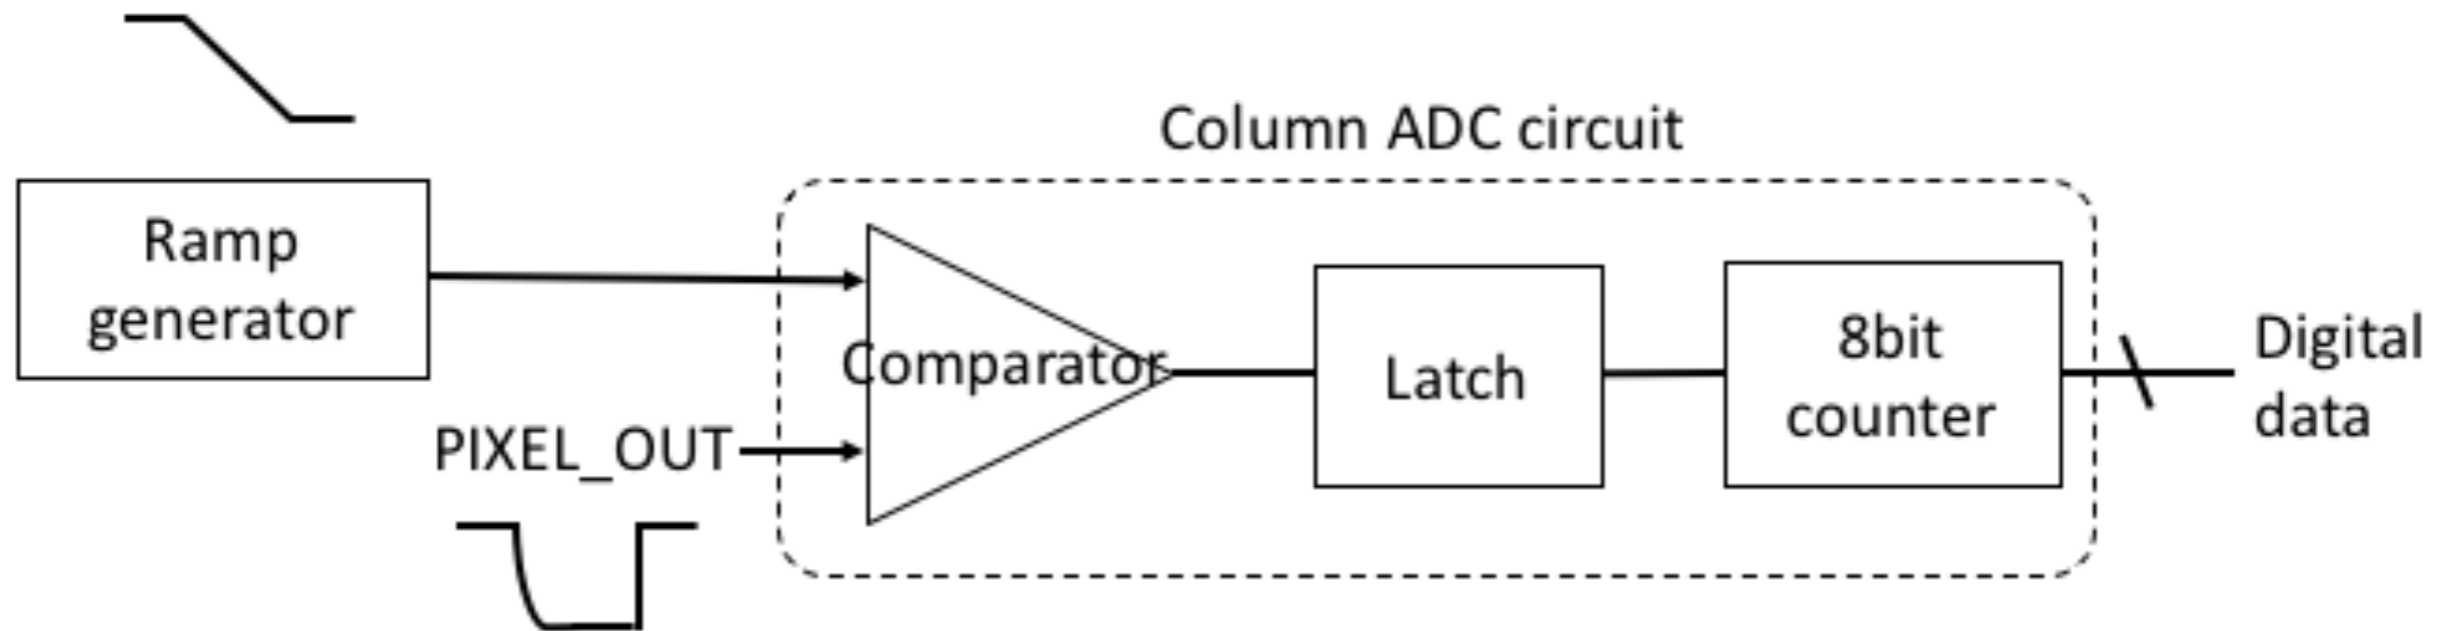 Column ADC circuit
Ramp
generator
Comparator
Latch
8bit
counter
Digital
data
PIXEL_OUT